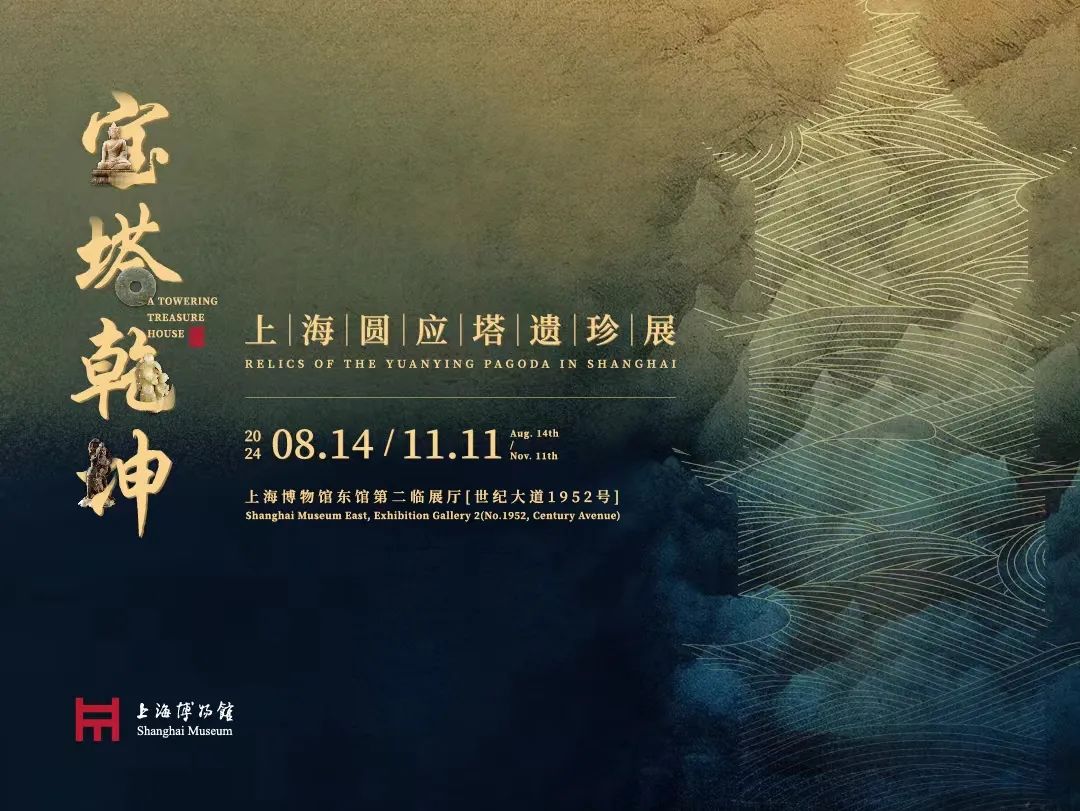 宝塔乾坤
A TOWERING
TREASURE
HOUSE
上海圆应塔遗珍展
RELICS OF THE YUANYING PAGODA IN SHANGHAI
2024 08.14 / 11.11 Aug. 14th / Nov. 11th
上海博物馆东馆第二临展厅[世纪大道1952号]
Shanghai Museum East, Exhibition Gallery 2(No.1952, Century Avenue)
上海博物馆
Shanghai Museum